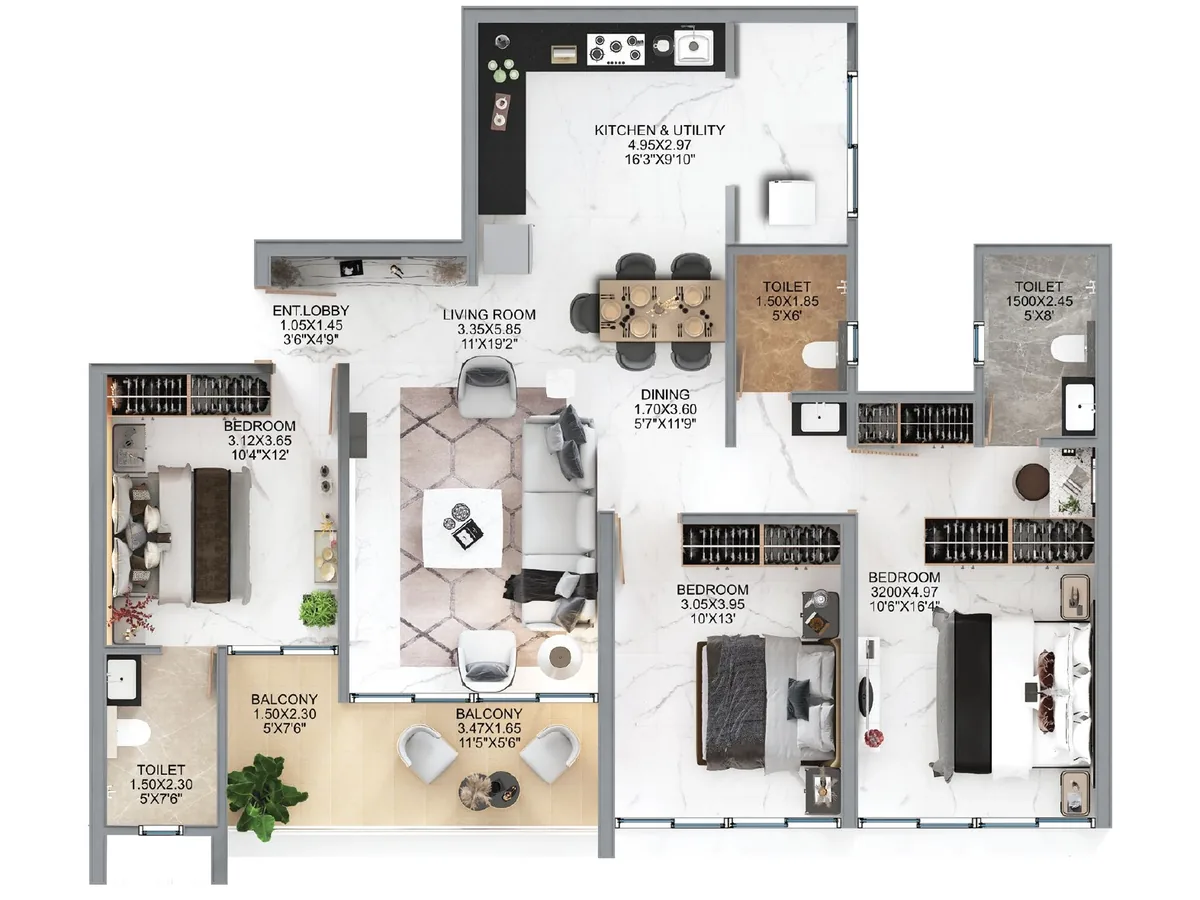 KITCHEN & UTILITY
4.95X2.97
16'3"X9'10"
TOILET
1.50X1.85
5'X6'
TOILET
1500X2.45
5'X8'
ENT.LOBBY
1.05X1.45
3'6"X4'9"
LIVING ROOM
3.35X5.85
11'X19'2"
DINING
1.70X3.60
5'7"X11'9"
BEDROOM
3.12X3.65
10'4"X12'
BEDROOM
3.05X3.95
10'X13'
BEDROOM
3200X4.97
10'6"X16'4"
BALCONY
1.50X2.30
5'X7'6"
BALCONY
3.47X1.65
11'5"X5'6"
TOILET
1.50X2.30
5'X7'6"